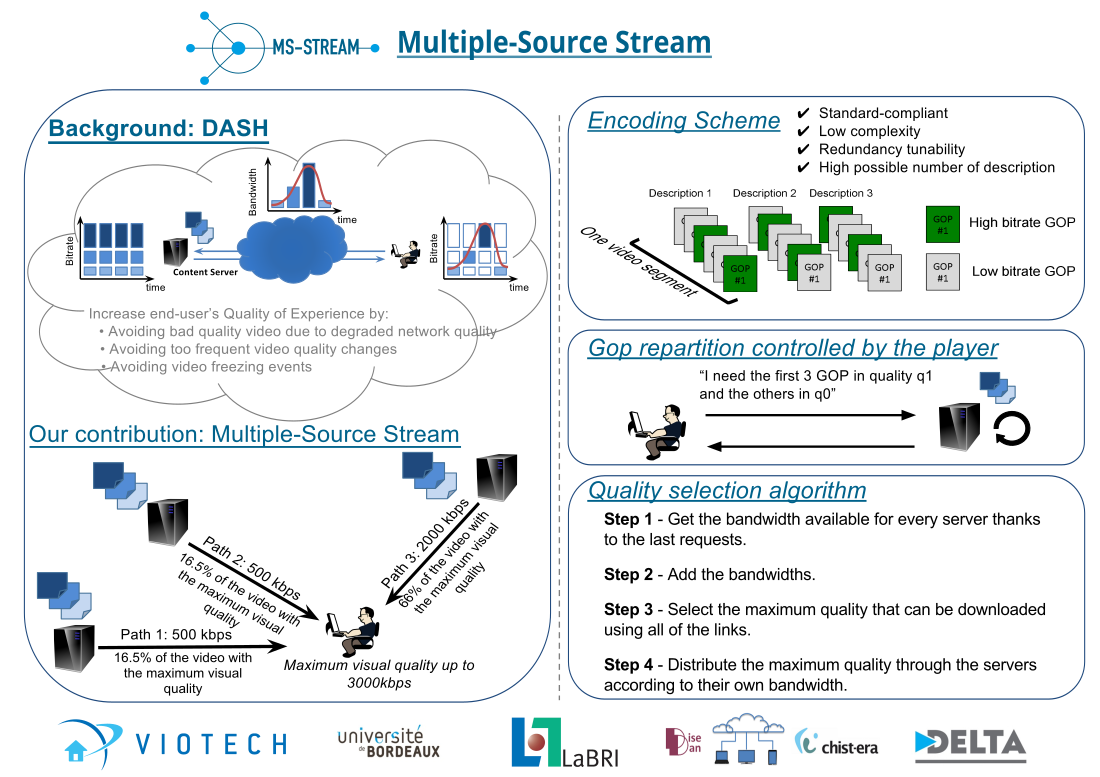 MS-STREAM
Multiple-Source Stream
Background: DASH
Bandwidth
time
Bitrate
time
Content Server
Bitrate
time
Increase end-user's Quality of Experience by:
• Avoiding bad quality video due to degraded network quality
• Avoiding too frequent video quality changes
• Avoiding video freezing events
Our contribution: Multiple-Source Stream
Path 3: 2000 kbps
66% of the video with
the maximum visual
quality
Path 2: 500 kbps
16.5% of the video with
the maximum visual
quality
Path 1: 500 kbps
16.5% of the video with
the maximum visual
quality
Maximum visual quality up to
3000kbps
Encoding Scheme
✔ Standard-compliant
✔ Low complexity
✔ Redundancy tunability
✔ High possible number of description
Description 1
Description 2
Description 3
One video segment
GOP
#1
GOP
#1
GOP
#1
GOP
#1
High bitrate GOP
GOP
#1
Low bitrate GOP
Gop repartition controlled by the player
“I need the first 3 GOP in quality q1
and the others in q0”
Quality selection algorithm
Step 1 - Get the bandwidth available for every server thanks
to the last requests.
Step 2 - Add the bandwidths.
Step 3 - Select the maximum quality that can be downloaded
using all of the links.
Step 4 - Distribute the maximum quality through the servers
according to their own bandwidth.
VIOTECH
université
de BORDEAUX
LaBRI
Disedan
chist-era
DELTA